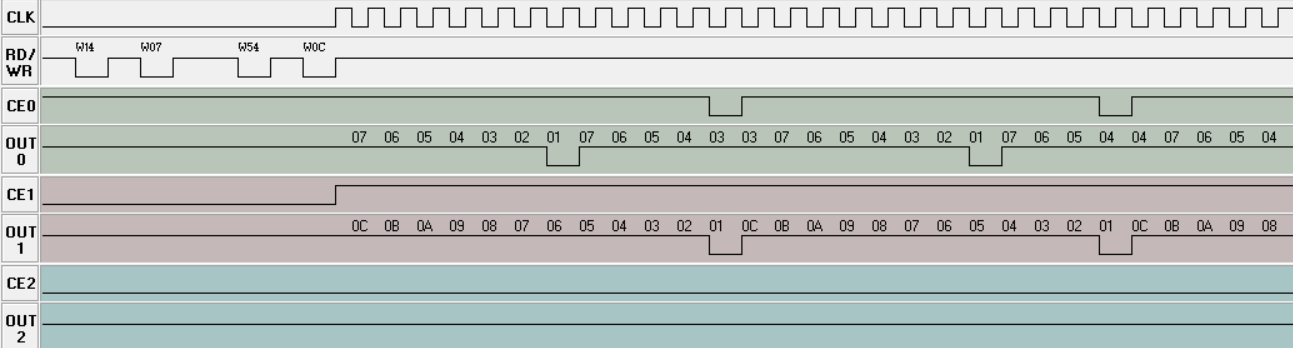 CLK
RD/
WR
W14 W07 W54 W0C
CE0
OUT
0
07 06 05 04 03 02 01 07 06 05 04 03 03 07 06 05 04 03 02 01 07 06 05 04 04 07 06 05 04
CE1
OUT
1
0C 0B 0A 09 08 07 06 05 04 03 02 01 0C 0B 0A 09 08 07 06 05 04 03 02 01 0C 0B 0A 09 08
CE2
OUT
2